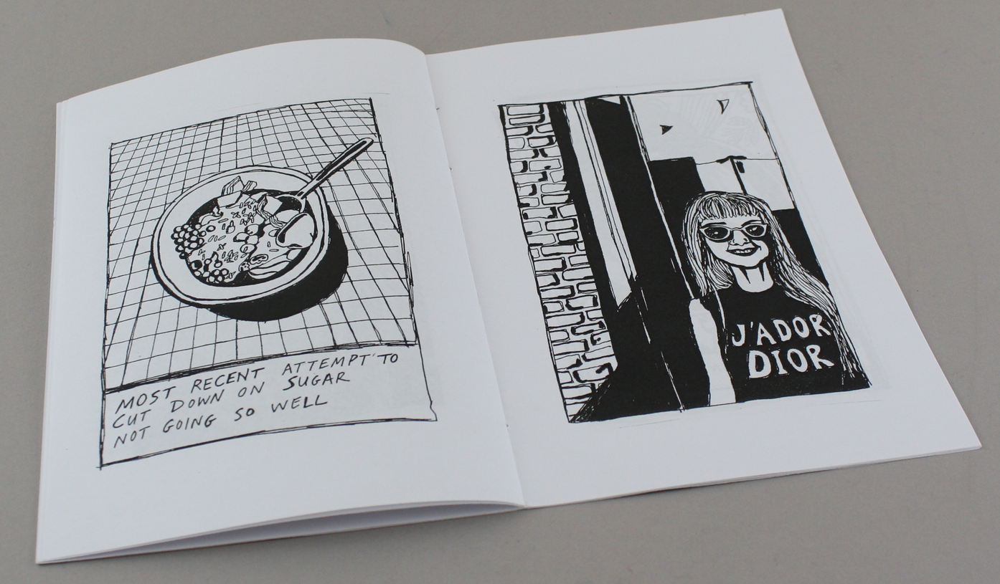 MOST RECENT ATTEMPT TO
CUT DOWN ON SUGAR
NOT GOING SO WELL
J'ADOR
DIOR